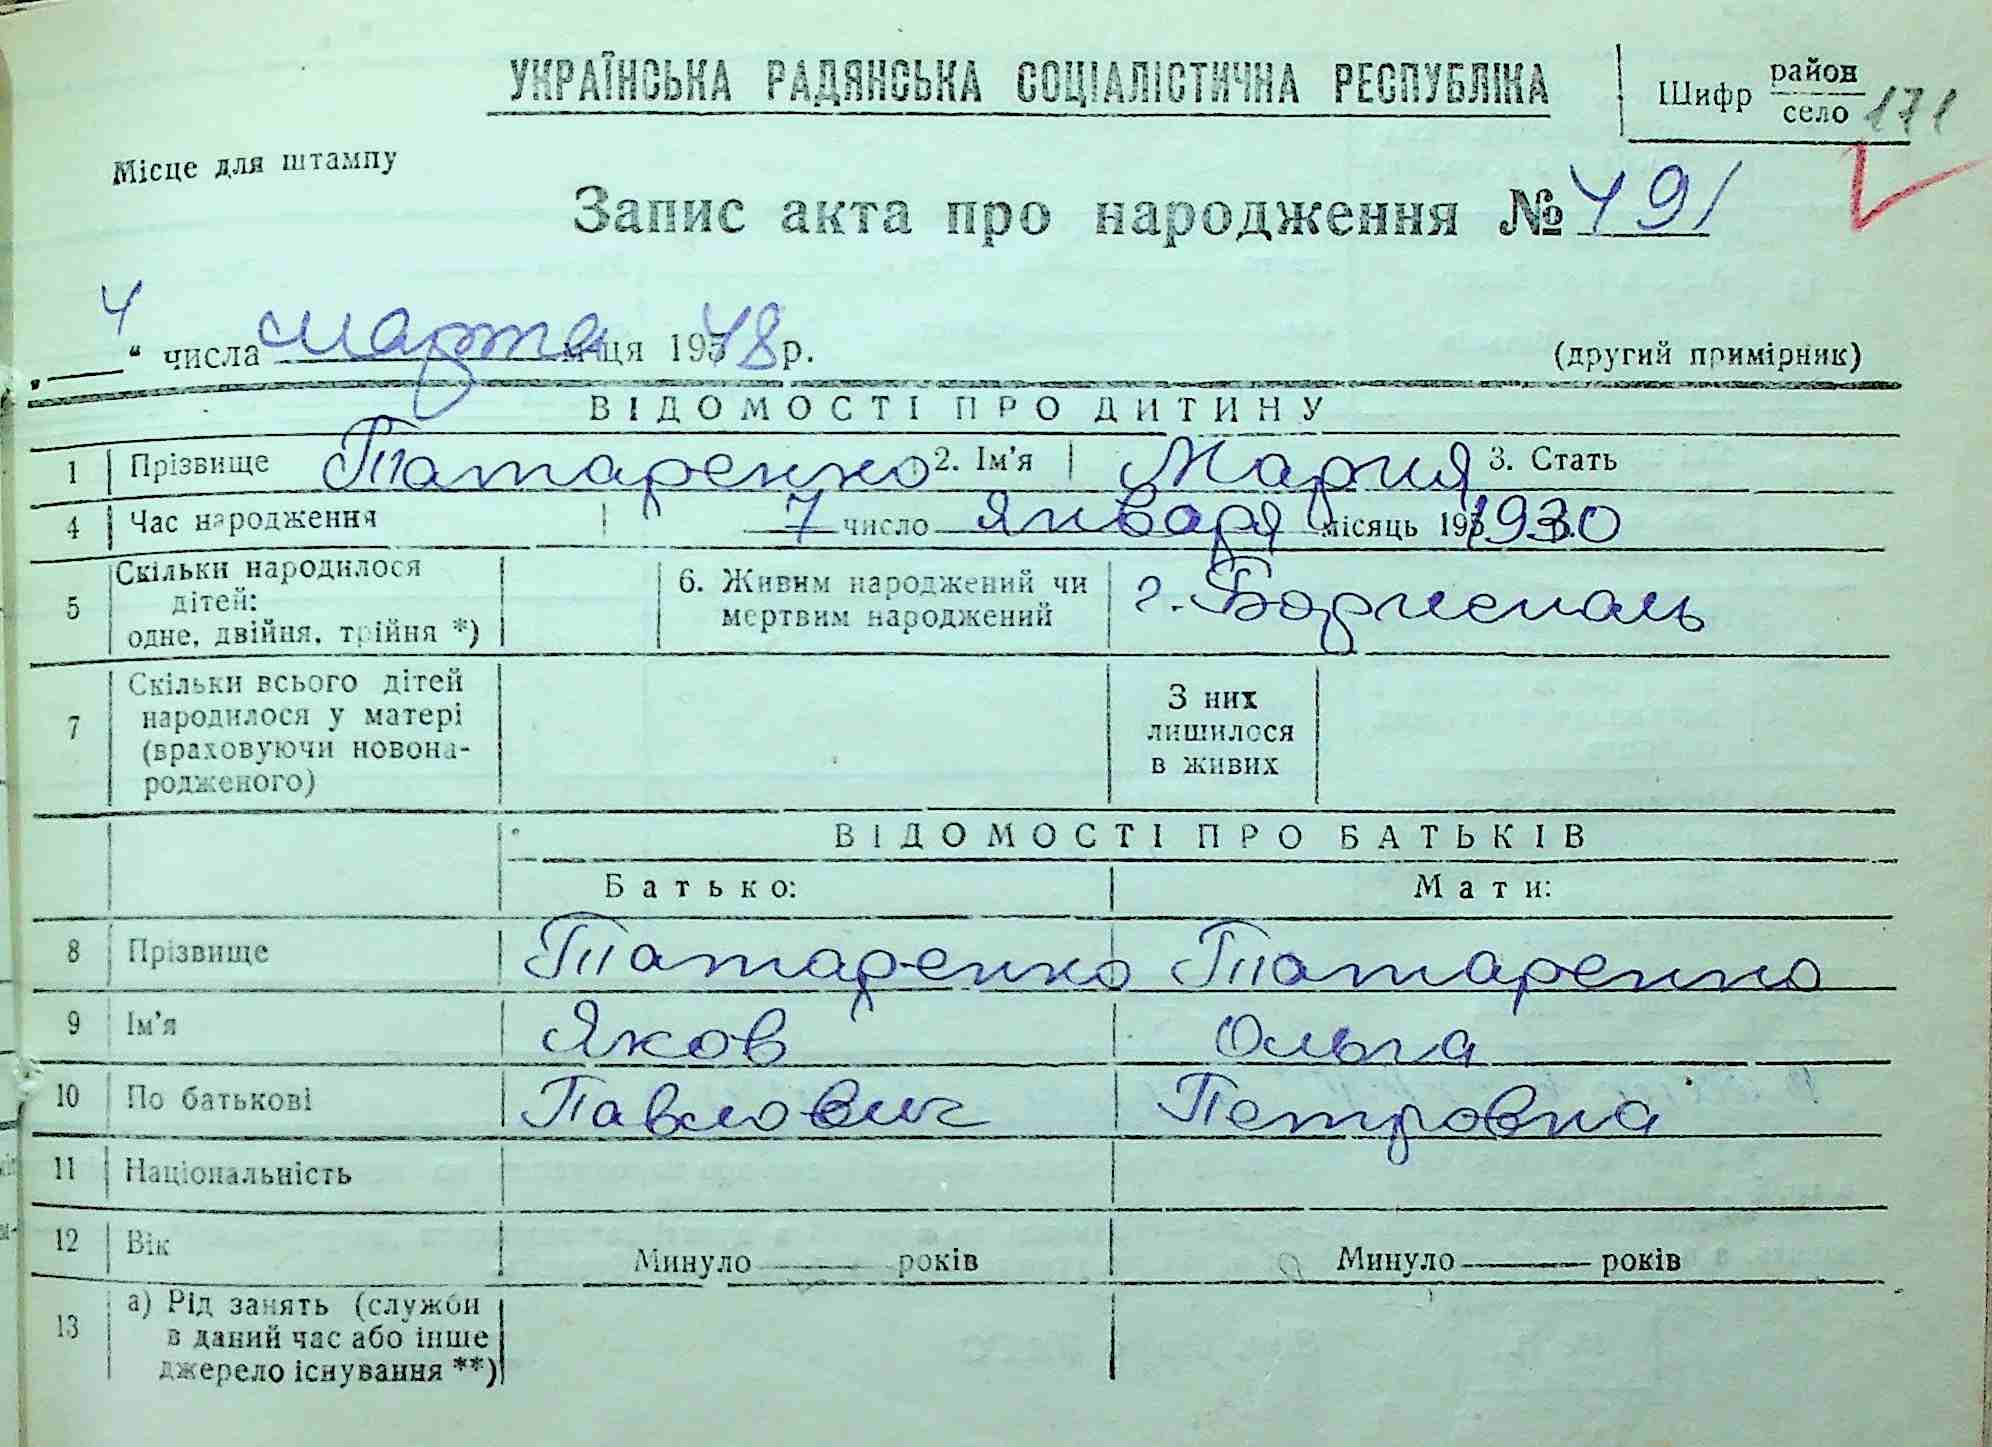 УКРАЇНСЬКА РАДЯНСЬКА СОЦІАЛІСТИЧНА РЕСПУБЛІКА
Шифр район село 171
Місце для штампу
Запис акта про народження № 491
„ 4 “ числа марта м-ця 195 48 р.
(другий примірник)
ВІДОМОСТІ ПРО ДИТИНУ
1 Прізвище Татаренко 2. Ім'я Мария 3. Стать
4 Час народження 7 число января місяць 195 1930
5 Скільки народилося дітей: одне, двійня, трійня *) 6. Живим народжений чи мертвим народжений г. Борисполь
7 Скільки всього дітей народилося у матері (враховуючи новонародженого) З них лишилося в живих
ВІДОМОСТІ ПРО БАТЬКІВ
Батько: Мати:
8 Прізвище Татаренко Татаренко
9 Ім'я Яков Ольга
10 По батькові Павлович Петровна
11 Національність
12 Вік Минуло років Минуло років
13 а) Рід занять (служби в даний час або інше джерело існування **)